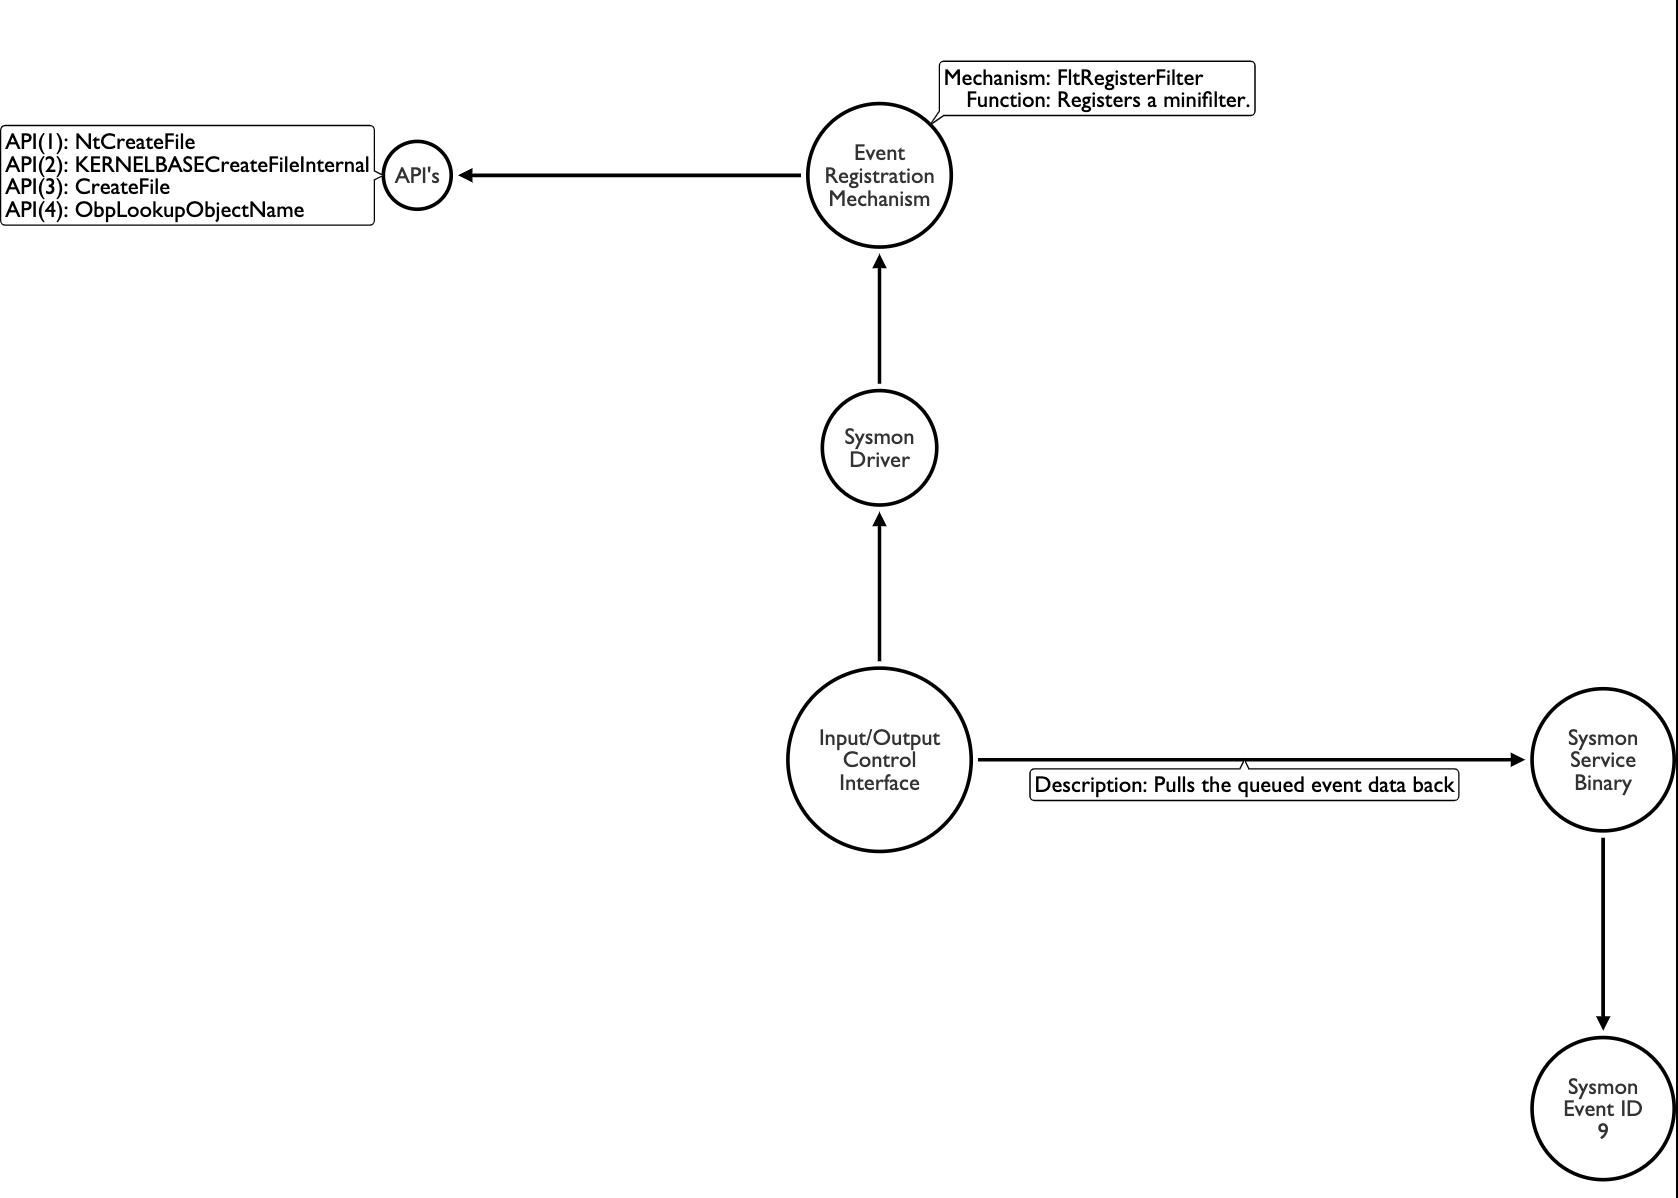 Mechanism: FltRegisterFilter
Function: Registers a minifilter.
API(1): NtCreateFile
API(2): KERNELBASECreateFileInternal
API(3): CreateFile
API(4): ObpLookupObjectName
API's
Event
Registration
Mechanism
Sysmon
Driver
Input/Output
Control
Interface
Description: Pulls the queued event data back
Sysmon
Service
Binary
Sysmon
Event ID
9